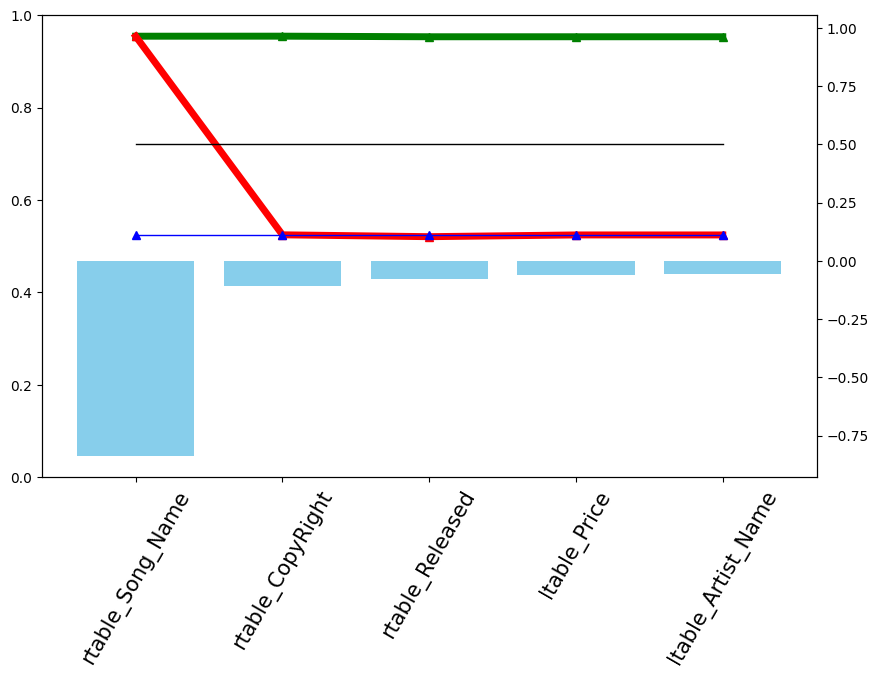 1.0
0.8
0.6
0.4
0.2
0.0
1.00
0.75
0.50
0.25
0.00
−0.25
−0.50
−0.75
rtable_Song_Name
rtable_CopyRight
rtable_Released
ltable_Price
ltable_Artist_Name